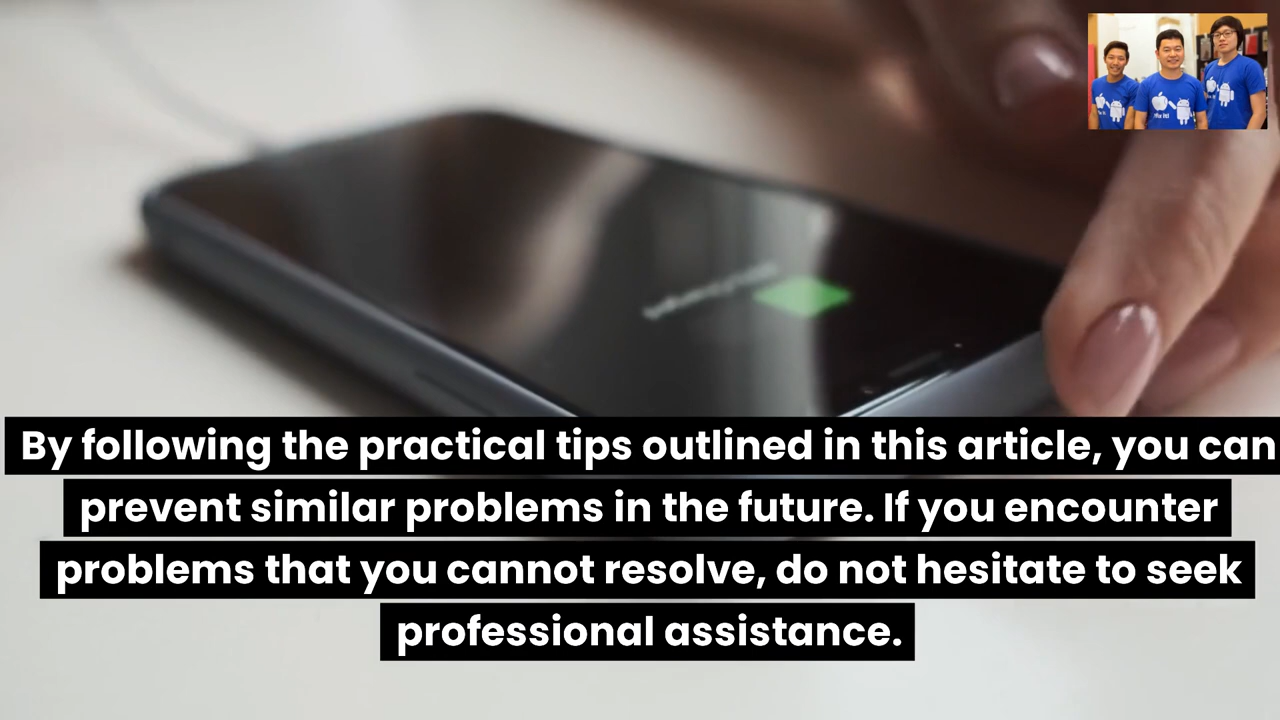 By following the practical tips outlined in this article, you can
prevent similar problems in the future. If you encounter
problems that you cannot resolve, do not hesitate to seek
professional assistance.